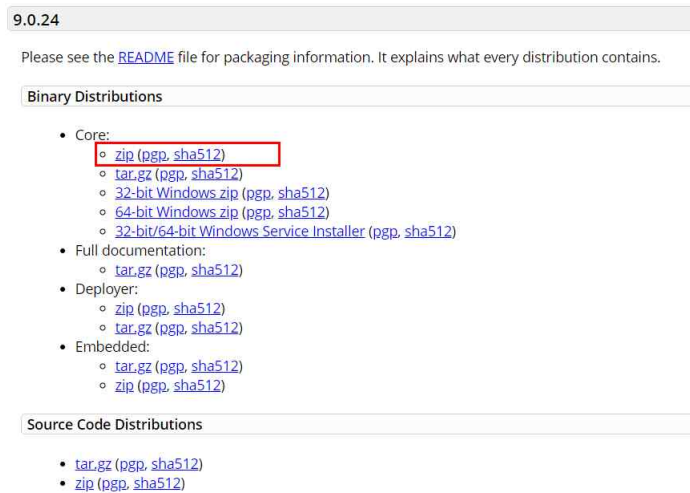 9.0.24
Please see the README file for packaging information. It explains what every distribution contains.
Binary Distributions
Core:
zip (pgp, sha512)
tar.gz (pgp, sha512)
32-bit Windows zip (pgp, sha512)
64-bit Windows zip (pgp, sha512)
32-bit/64-bit Windows Service Installer (pgp, sha512)
Full documentation:
tar.gz (pgp, sha512)
Deployer:
zip (pgp, sha512)
tar.gz (pgp, sha512)
Embedded:
tar.gz (pgp, sha512)
zip (pgp, sha512)
Source Code Distributions
tar.gz (pgp, sha512)
zip (pgp, sha512)